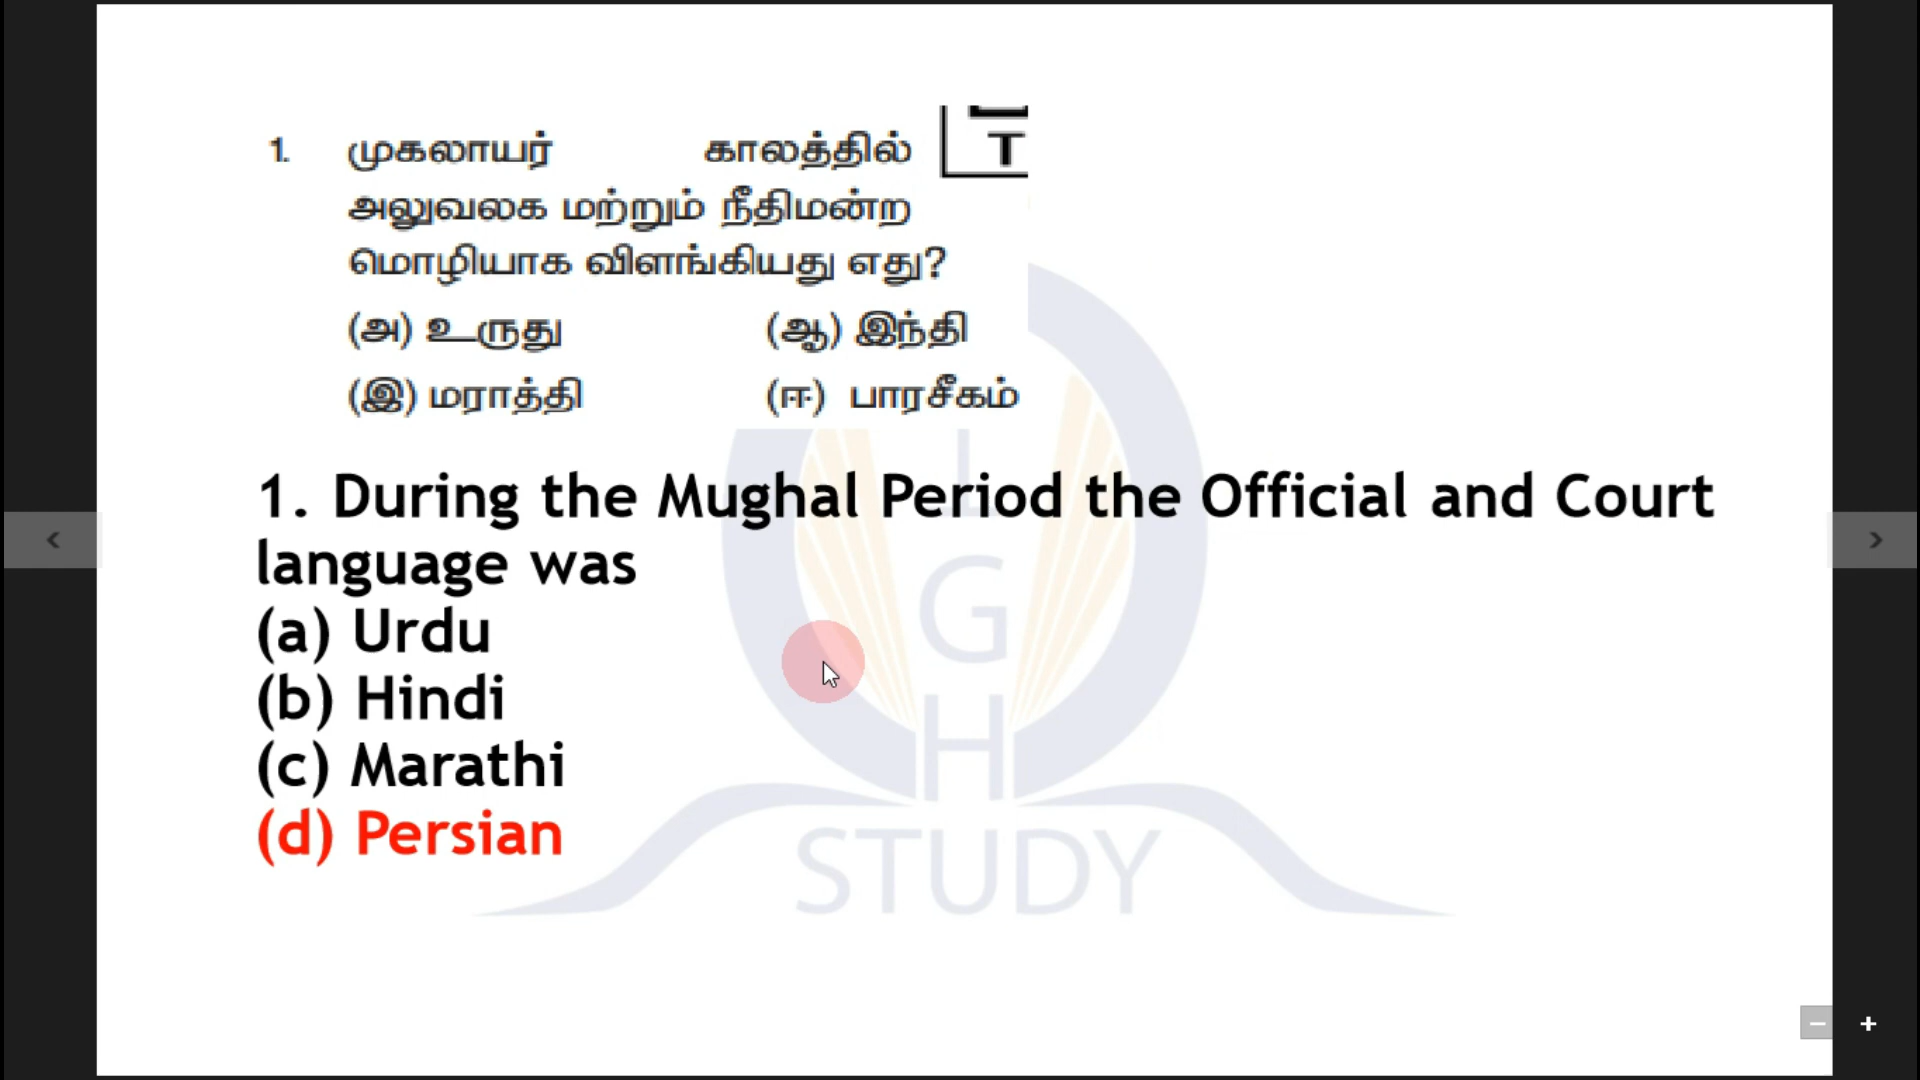 1. முகலாயர் காலத்தில்
T
அலுவலக மற்றும் நீதிமன்ற
மொழியாக விளங்கியது எது?
(அ) உருது (ஆ) இந்தி
(இ) மராத்தி (ஈ) பாரசீகம்
1. During the Mughal Period the Official and Court
language was
(a) Urdu
(b) Hindi
(c) Marathi
(d) Persian
L
G
H
STUDY